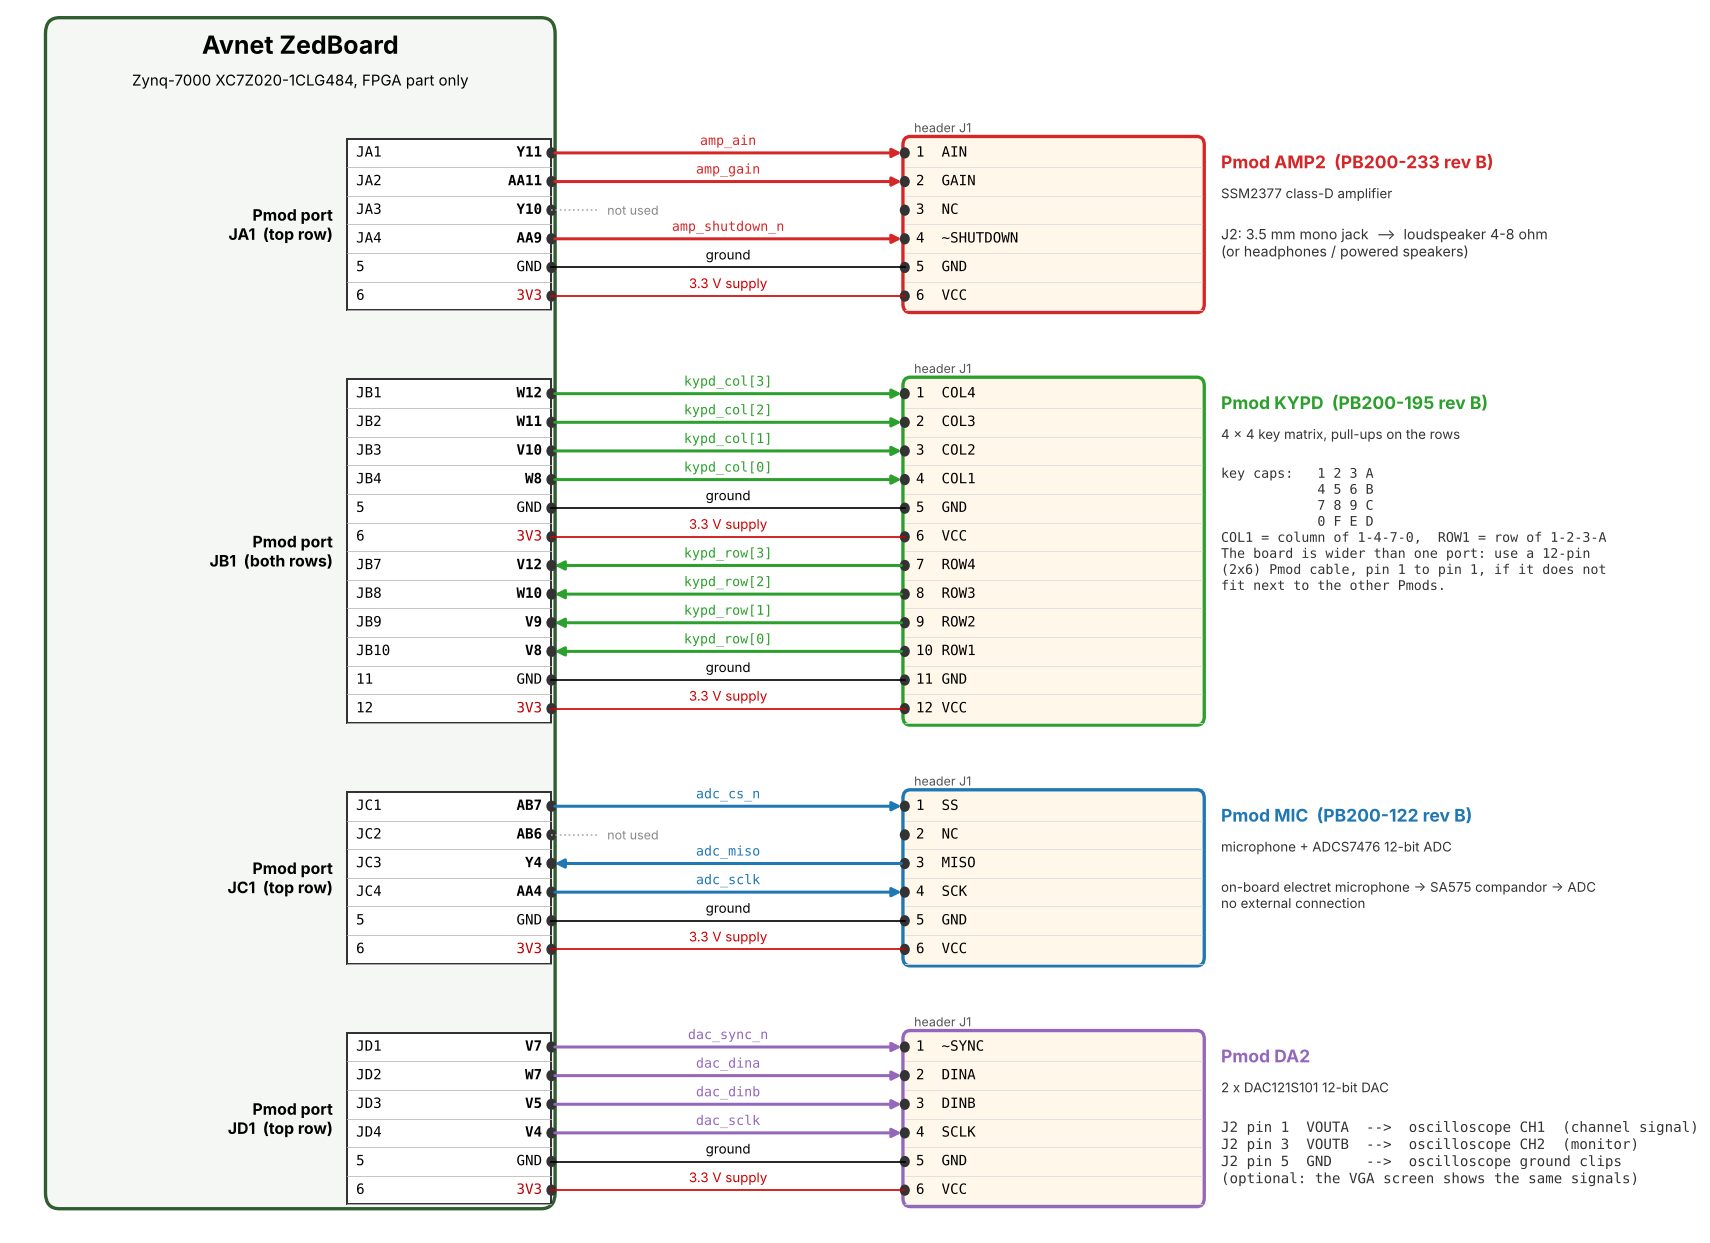 Avnet ZedBoard
Zynq-7000 XC7Z020-1CLG484, FPGA part only
header J1
Pmod port
JA1 (top row)
JA1 Y11 amp_ain 1 AIN
JA2 AA11 amp_gain 2 GAIN
JA3 Y10 not used 3 NC
JA4 AA9 amp_shutdown_n 4 ~SHUTDOWN
5 GND ground 5 GND
6 3V3 3.3 V supply 6 VCC
Pmod AMP2 (PB200-233 rev B)
SSM2377 class-D amplifier
J2: 3.5 mm mono jack → loudspeaker 4-8 ohm
(or headphones / powered speakers)
header J1
Pmod port
JB1 (both rows)
JB1 W12 kypd_col[3] 1 COL4
JB2 W11 kypd_col[2] 2 COL3
JB3 V10 kypd_col[1] 3 COL2
JB4 W8 kypd_col[0] 4 COL1
5 GND ground 5 GND
6 3V3 3.3 V supply 6 VCC
JB7 V12 kypd_row[3] 7 ROW4
JB8 W10 kypd_row[2] 8 ROW3
JB9 V9 kypd_row[1] 9 ROW2
JB10 V8 kypd_row[0] 10 ROW1
11 GND ground 11 GND
12 3V3 3.3 V supply 12 VCC
Pmod KYPD (PB200-195 rev B)
4 × 4 key matrix, pull-ups on the rows
key caps: 1 2 3 A
4 5 6 B
7 8 9 C
0 F E D
COL1 = column of 1-4-7-0, ROW1 = row of 1-2-3-A
The board is wider than one port: use a 12-pin
(2x6) Pmod cable, pin 1 to pin 1, if it does not
fit next to the other Pmods.
header J1
Pmod port
JC1 (top row)
JC1 AB7 adc_cs_n 1 SS
JC2 AB6 not used 2 NC
JC3 Y4 adc_miso 3 MISO
JC4 AA4 adc_sclk 4 SCK
5 GND ground 5 GND
6 3V3 3.3 V supply 6 VCC
Pmod MIC (PB200-122 rev B)
microphone + ADCS7476 12-bit ADC
on-board electret microphone → SA575 compandor → ADC
no external connection
header J1
Pmod port
JD1 (top row)
JD1 V7 dac_sync_n 1 ~SYNC
JD2 W7 dac_dina 2 DINA
JD3 V5 dac_dinb 3 DINB
JD4 V4 dac_sclk 4 SCLK
5 GND ground 5 GND
6 3V3 3.3 V supply 6 VCC
Pmod DA2
2 x DAC121S101 12-bit DAC
J2 pin 1 VOUTA --> oscilloscope CH1 (channel signal)
J2 pin 3 VOUTB --> oscilloscope CH2 (monitor)
J2 pin 5 GND --> oscilloscope ground clips
(optional: the VGA screen shows the same signals)